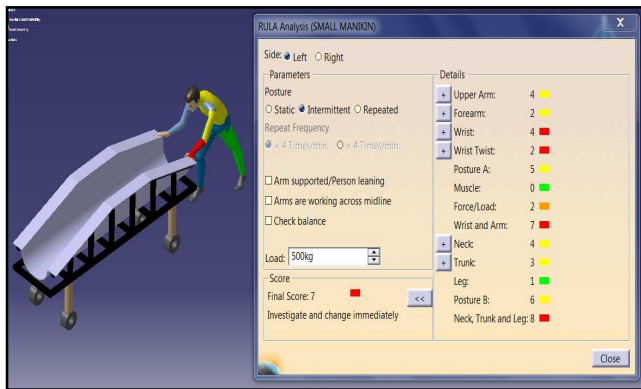 RULA Analysis (SMALL MANIKIN)
X
Side: Left Right
Parameters
Posture
Static Intermittent Repeated
Repeat Frequency
< 4 Times/min. > 4 Times/min.
Arm supported/Person leaning
Arms are working across midline
Check balance
Load: 500kg
Score
Final Score: 7
<<
Investigate and change immediately
Details
+ Upper Arm: 4
+ Forearm: 2
+ Wrist: 4
+ Wrist Twist: 2
Posture A: 5
Muscle: 0
Force/Load: 2
Wrist and Arm: 7
+ Neck: 4
+ Trunk: 3
Leg: 1
Posture B: 6
Neck, Trunk and Leg: 8
Close